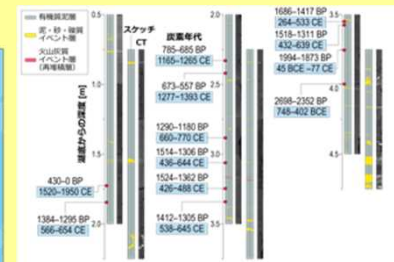 有機質泥層
泥・砂・礫質
イベント層
火山灰質
イベント層
(再堆積層)
湖底からの深度 [m]
0.5
1.0
1.5
2.0
430–0 BP
1520–1950 CE
1384–1295 BP
566–654 CE
スケッチ
CT
炭素年代
785–685 BP
1165–1265 CE
673–557 BP
1277–1393 CE
1290–1180 BP
660–770 CE
1514–1306 BP
436–644 CE
1524–1362 BP
426–488 CE
1412–1305 BP
538–645 CE
2.0
2.5
3.0
3.5
1686–1417 BP
264–533 CE
1518–1311 BP
432–639 CE
1994–1873 BP
45 BCE –77 CE
2698–2352 BP
748–402 BCE
3.5
4.0
4.5